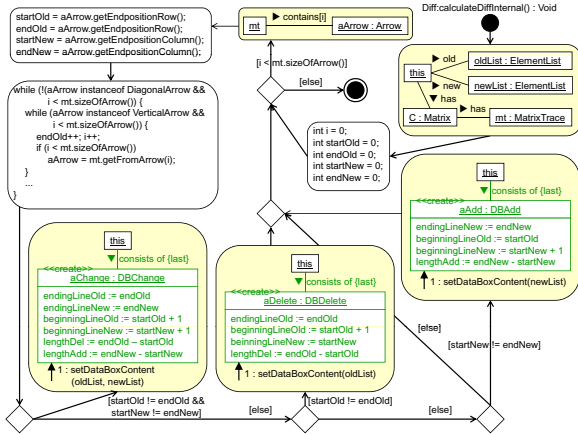 Diff:calculateDiffInternal() : Void
startOld = aArrow.getEndpositionRow();
endOld = aArrow.getEndpositionRow();
startNew = aArrow.getEndpositionColumn();
endNew = aArrow.getEndpositionColumn();
contains[i]
mt
aArrow : Arrow
old
oldList : ElementList
this
new
newList : ElementList
has
C : Matrix
has
mt : MatrixTrace
[i < mt.sizeOfArrow()]
[else]
while (!(aArrow instanceof DiagonalArrow &&
i < mt.sizeOfArrow()) {
while (aArrow instanceof VerticalArrow &&
i < mt.sizeOfArrow()) {
endOld++; i++;
if (i < mt.sizeOfArrow())
aArrow = mt.getFromArrow(i);
}
...
}
int i = 0;
int startOld = 0;
int endOld = 0;
int startNew = 0;
int endNew = 0;
this
consists of {last}
<<create>>
aAdd : DBAdd
endingLineNew := endNew
beginningLineOld := startOld
beginningLineNew := startNew + 1
lengthAdd := endNew - startNew
1 : setDataBoxContent(newList)
this
consists of {last}
<<create>>
aChange : DBChange
endingLineOld := endOld
endingLineNew := endNew
beginningLineOld := startOld + 1
beginningLineNew := startNew + 1
lengthDel := endOld – startOld
lengthAdd := endNew - startNew
1 : setDataBoxContent
(oldList, newList)
this
consists of {last}
<<create>>
aDelete : DBDelete
endingLineOld := endOld
beginningLineOld := startOld + 1
beinningLineNew := startNew
lengthDel := endOld - startOld
1 : setDataBoxContent(oldList)
[else]
[startNew != endNew]
[startOld != endOld &&
startNew != endNew]
[else]
[startOld != endOld]
[else]